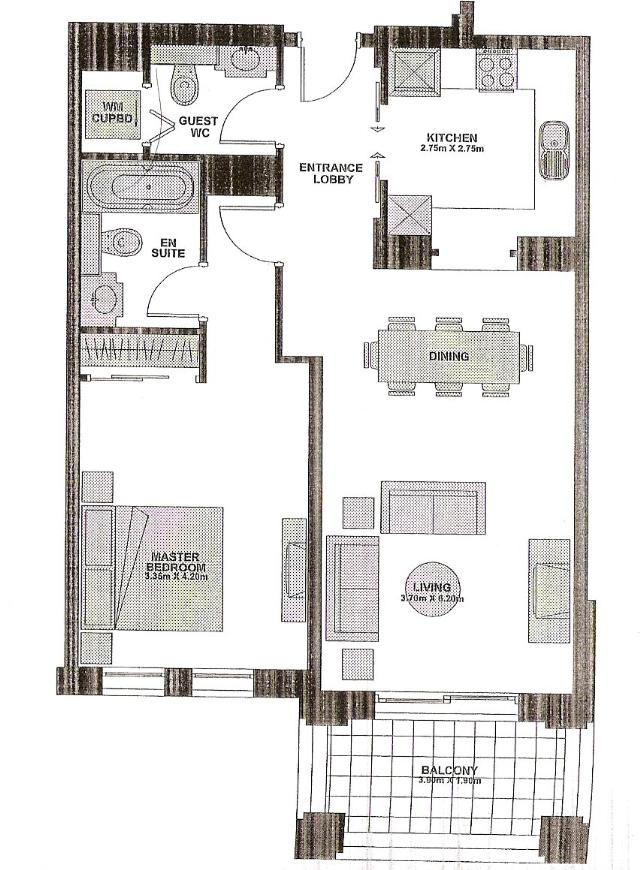 WM
CUPBD
GUEST
WC
KITCHEN
2.75m X 2.75m
ENTRANCE
LOBBY
EN
SUITE
DINING
MASTER
BEDROOM
3.35m X 4.20m
LIVING
3.70m X 6.20m
BALCONY
3.90m X 1.90m